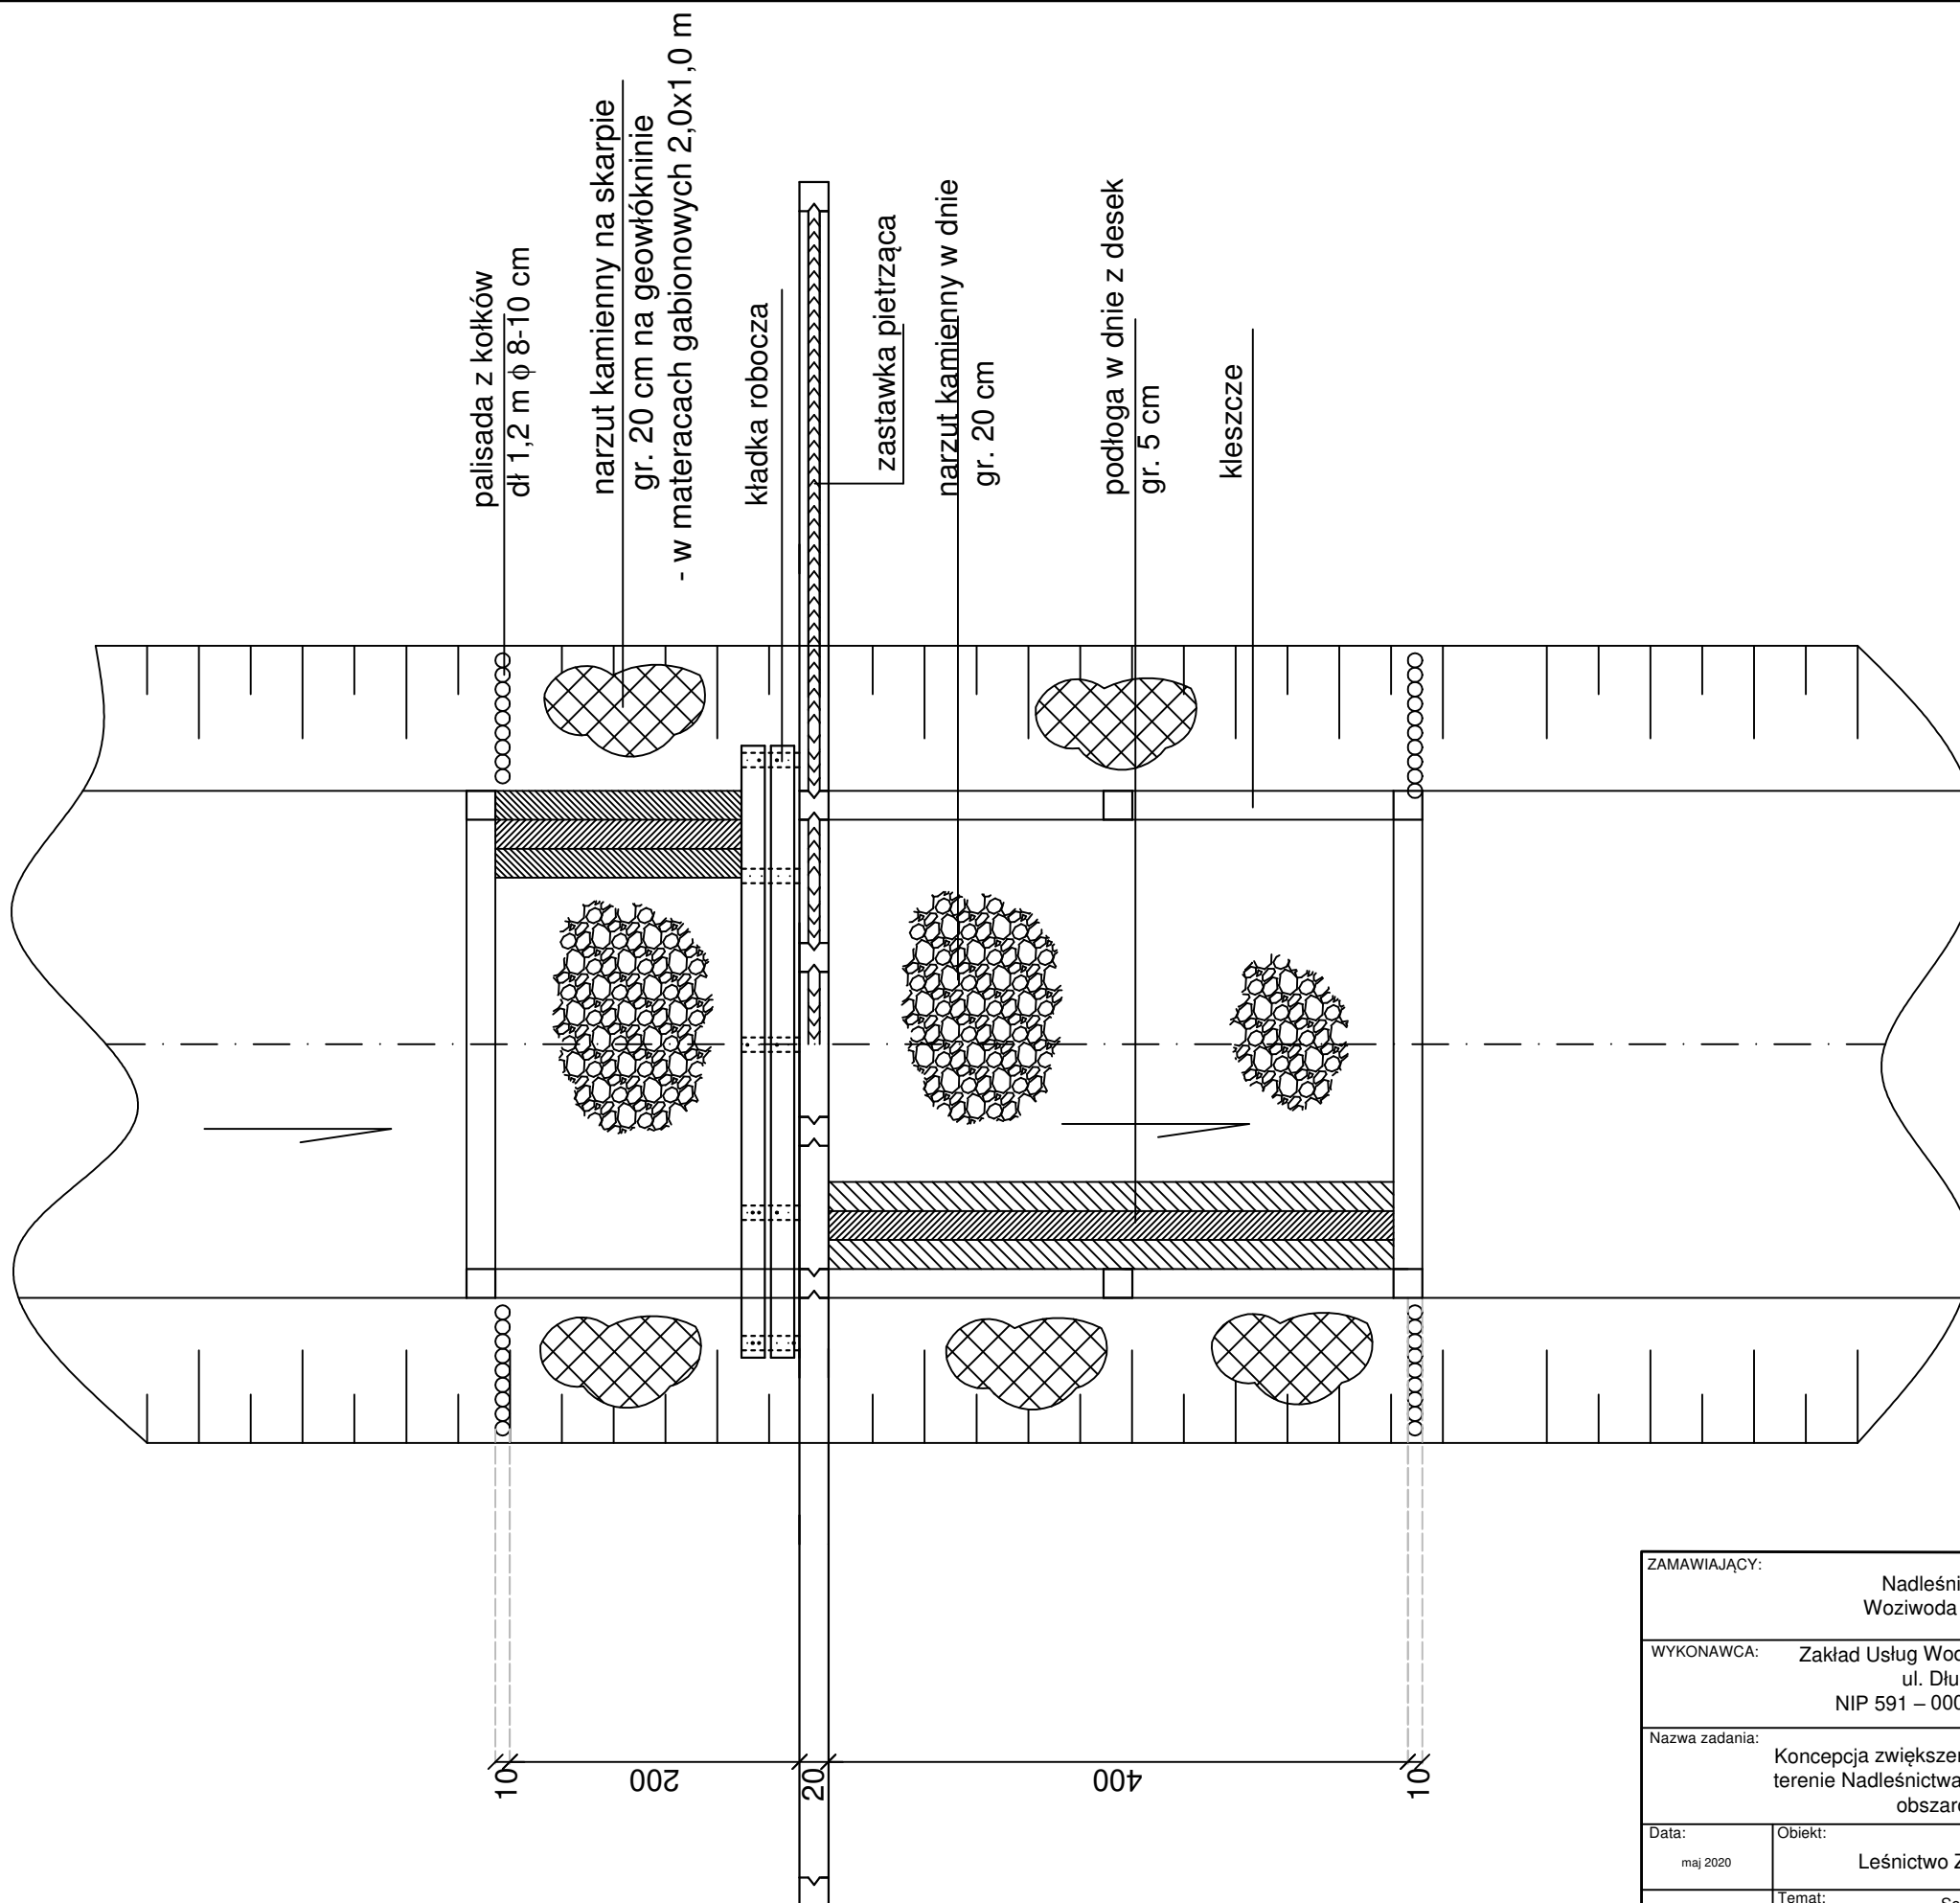 palisada z kołków
dł 1,2 m ϕ 8-10 cm
narzut kamienny na skarpie
gr. 20 cm na geowłókninie
- w materacach gabionowych 2,0x1,0 m
kładka robocza
zastawka pietrząca
narzut kamienny w dnie
gr. 20 cm
podłoga w dnie z desek
gr. 5 cm
kleszcze
10
200
20
400
10
ZAMAWIAJĄCY:
Nadleśni
Woziwoda
WYKONAWCA:
Zakład Usług Wod
ul. Dłu
NIP 591 – 000
Nazwa zadania:
Koncepcja zwiększen
terenie Nadleśnictwa
obszar
Data:
maj 2020
Obiekt:
Leśnictwo Z
Temat: